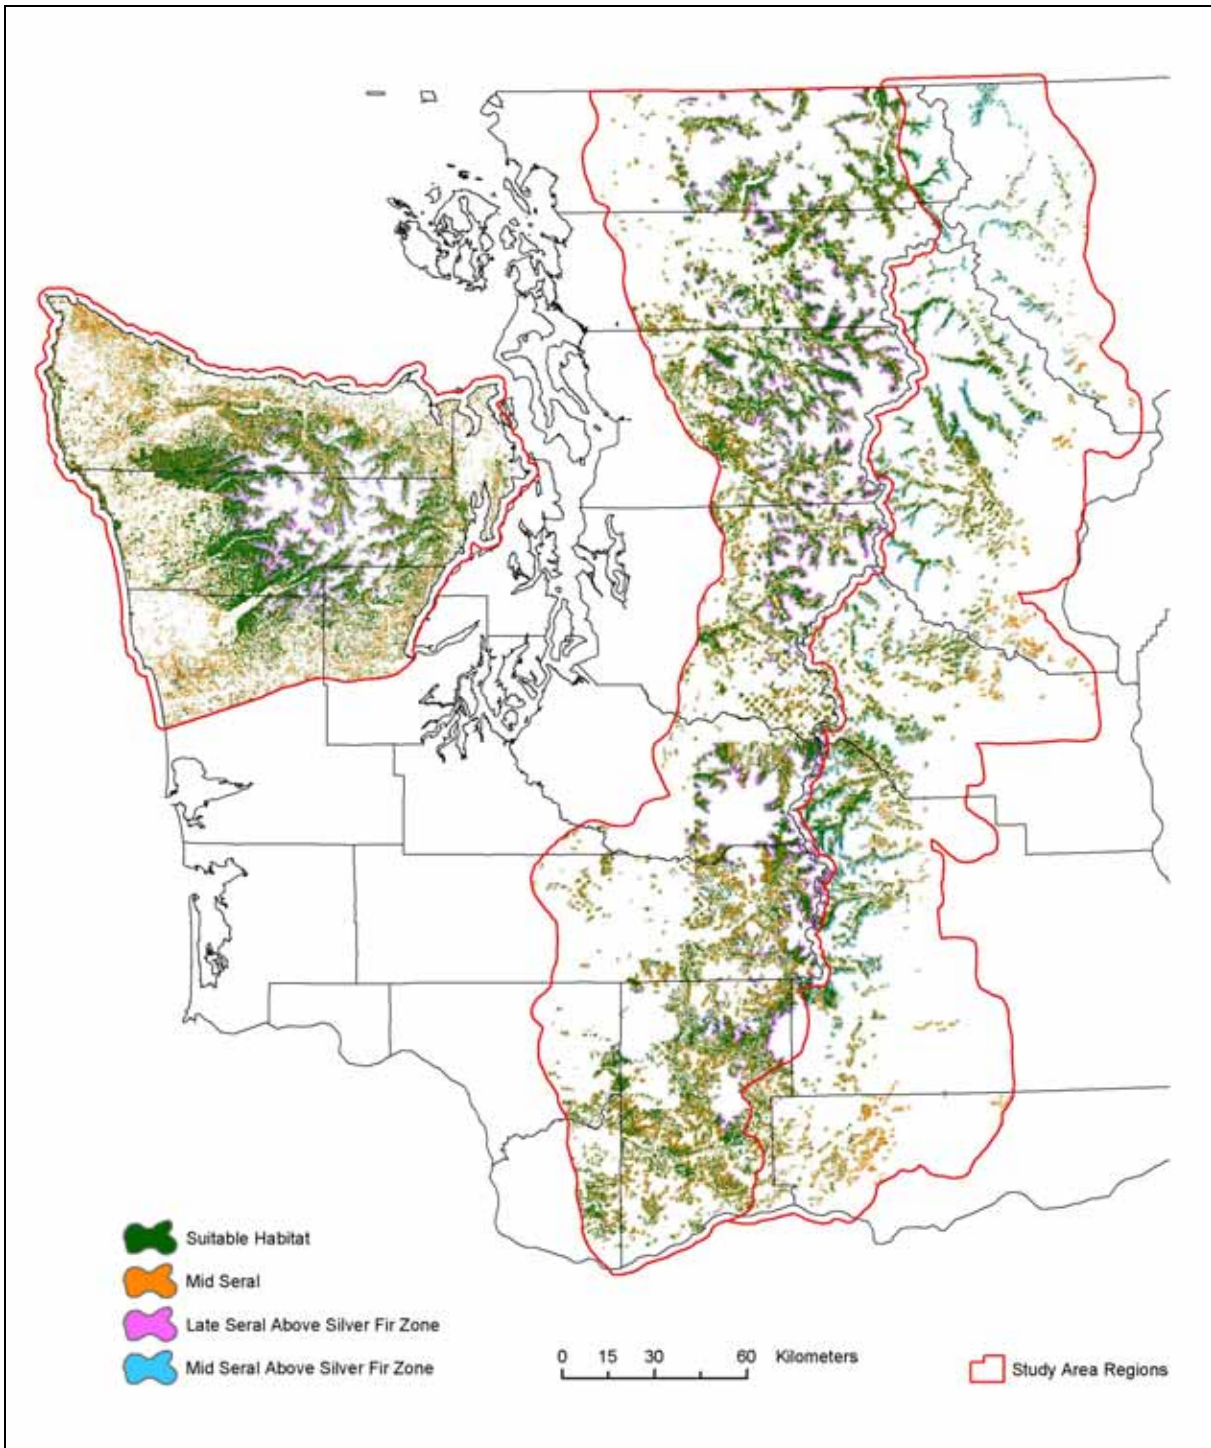 Suitable Habitat
Mid Seral
Late Seral Above Silver Fir Zone
Mid Seral Above Silver Fir Zone
0 15 30 60 Kilometers
Study Area Regions